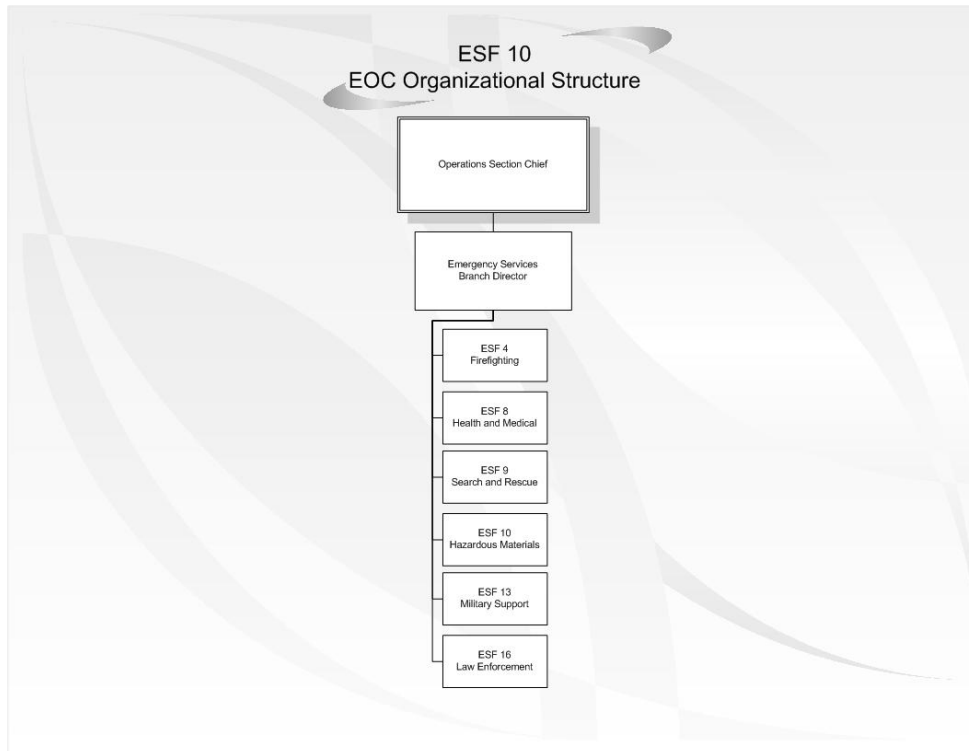 ESF 10
EOC Organizational Structure
Operations Section Chief
Emergency Services
Branch Director
ESF 4
Firefighting
ESF 8
Health and Medical
ESF 9
Search and Rescue
ESF 10
Hazardous Materials
ESF 13
Military Support
ESF 16
Law Enforcement